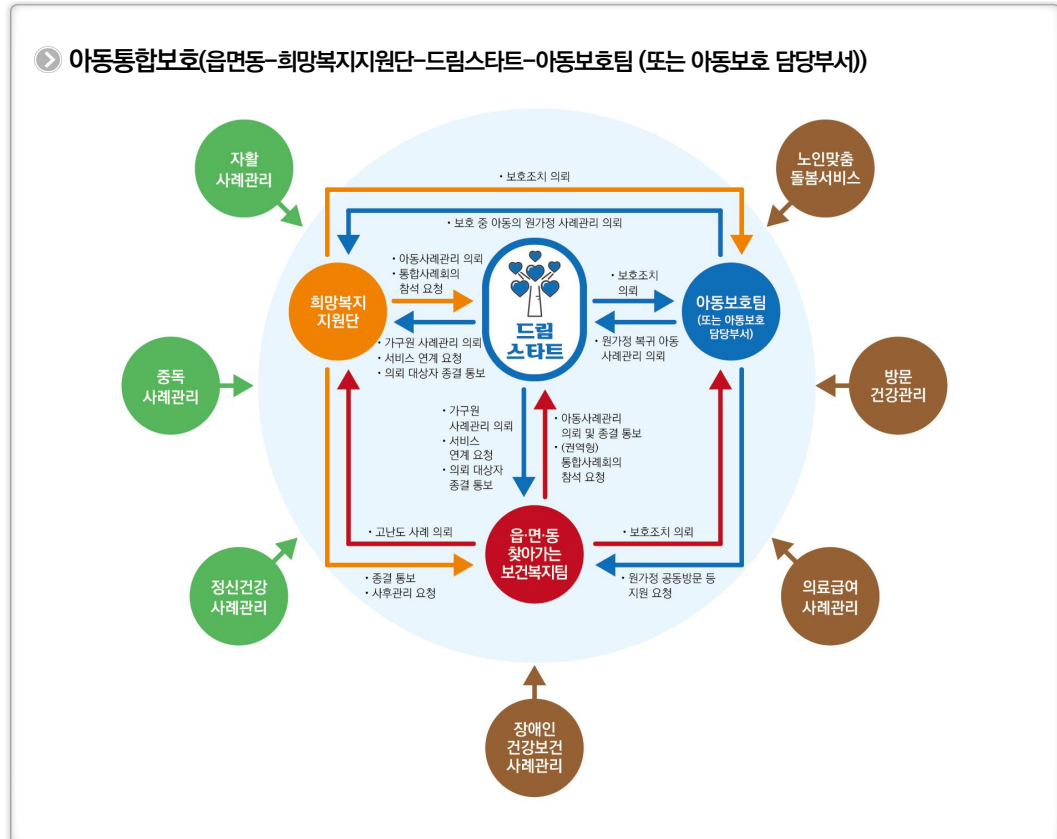 아동통합보호(읍면동-희망복지지원단-드림스타트-아동보호팀 (또는 아동보호 담당부서))
자활
사례관리
노인맞춤
돌봄서비스
• 보호조치 의뢰
• 보호 중 아동의 원가정 사례관리 의뢰
• 아동사례관리 의뢰
• 통합사례회의
참석 요청
• 보호조치
의뢰
희망복지
지원단
드림
스타트
아동보호팀
(또는 아동보호
담당부서)
• 가구원 사례관리 의뢰
• 서비스 연계 요청
• 의뢰 대상자 종결 통보
• 원가정 복귀 아동
사례관리 의뢰
중독
사례관리
방문
건강관리
• 가구원
사례관리 의뢰
• 서비스
연계 요청
• 의뢰 대상자
종결 통보
• 아동사례관리
의뢰 및 종결 통보
• (권역형)
통합사례회의
참석 요청
• 고난도 사례 의뢰
읍·면·동
찾아가는
보건복지팀
• 보호조치 의뢰
• 종결 통보
• 사후관리 요청
• 원가정 공동방문 등
지원 요청
정신건강
사례관리
의료급여
사례관리
장애인
건강보건
사례관리